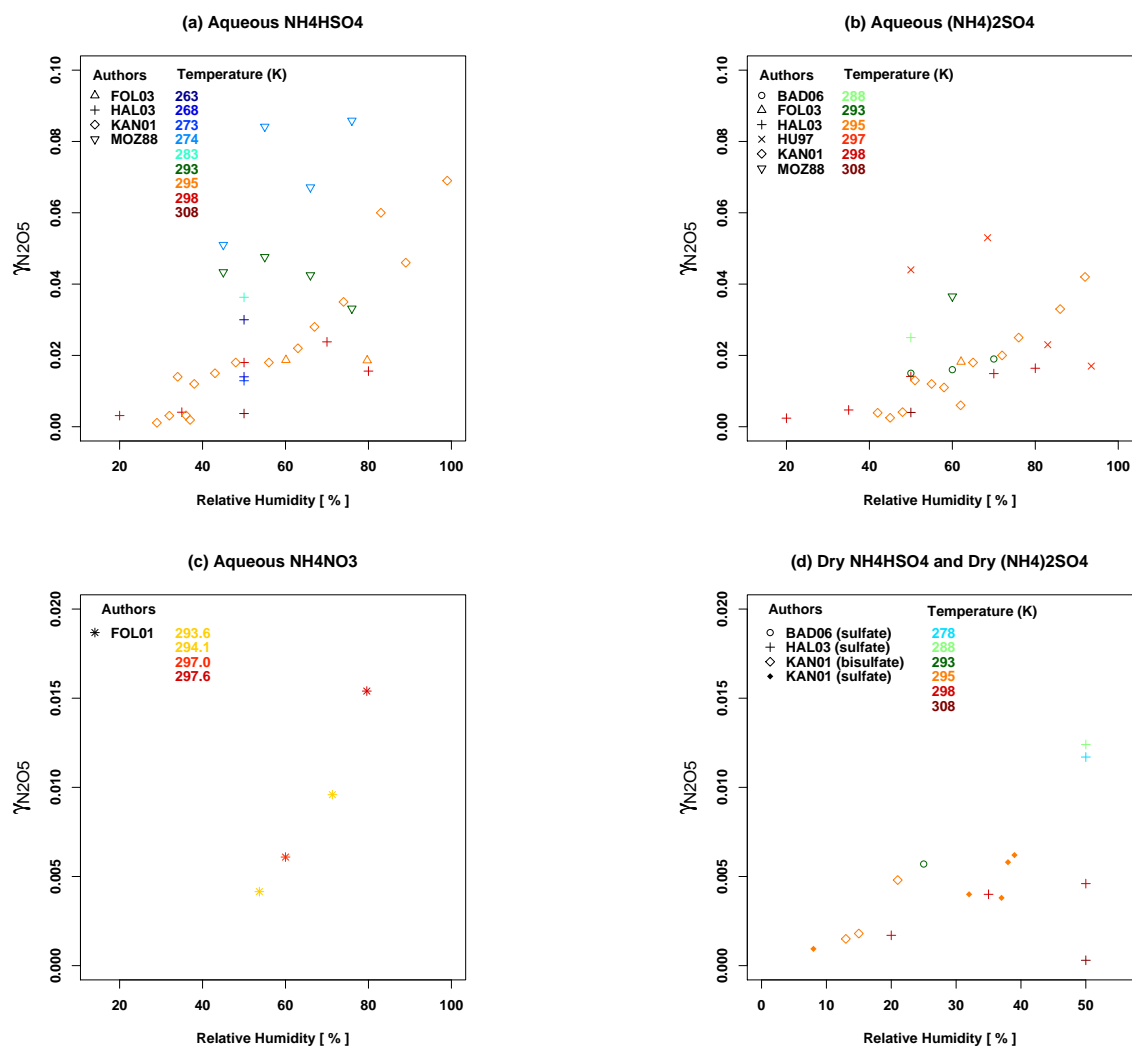 (a) Aqueous NH4HSO4
0.10
0.08
0.06
0.04
0.02
0.00
γN2O5
Authors Temperature (K)
FOL03 263
HAL03 268
KAN01 273
MOZ88 274
283
293
295
298
308
20 40 60 80 100
Relative Humidity [ % ]
(b) Aqueous (NH4)2SO4
0.10
0.08
0.06
0.04
0.02
0.00
γN2O5
Authors Temperature (K)
BAD06 288
FOL03 293
HAL03 295
HU97 297
KAN01 298
MOZ88 308
20 40 60 80 100
Relative Humidity [ % ]
(c) Aqueous NH4NO3
0.020
0.015
0.010
0.005
0.000
γN2O5
Authors
FOL01 293.6
294.1
297.0
297.6
20 40 60 80 100
Relative Humidity [ % ]
(d) Dry NH4HSO4 and Dry (NH4)2SO4
0.020
0.015
0.010
0.005
0.000
γN2O5
Authors Temperature (K)
BAD06 (sulfate) 278
HAL03 (sulfate) 288
KAN01 (bisulfate) 293
KAN01 (sulfate) 295
298
308
0 10 20 30 40 50
Relative Humidity [ % ]